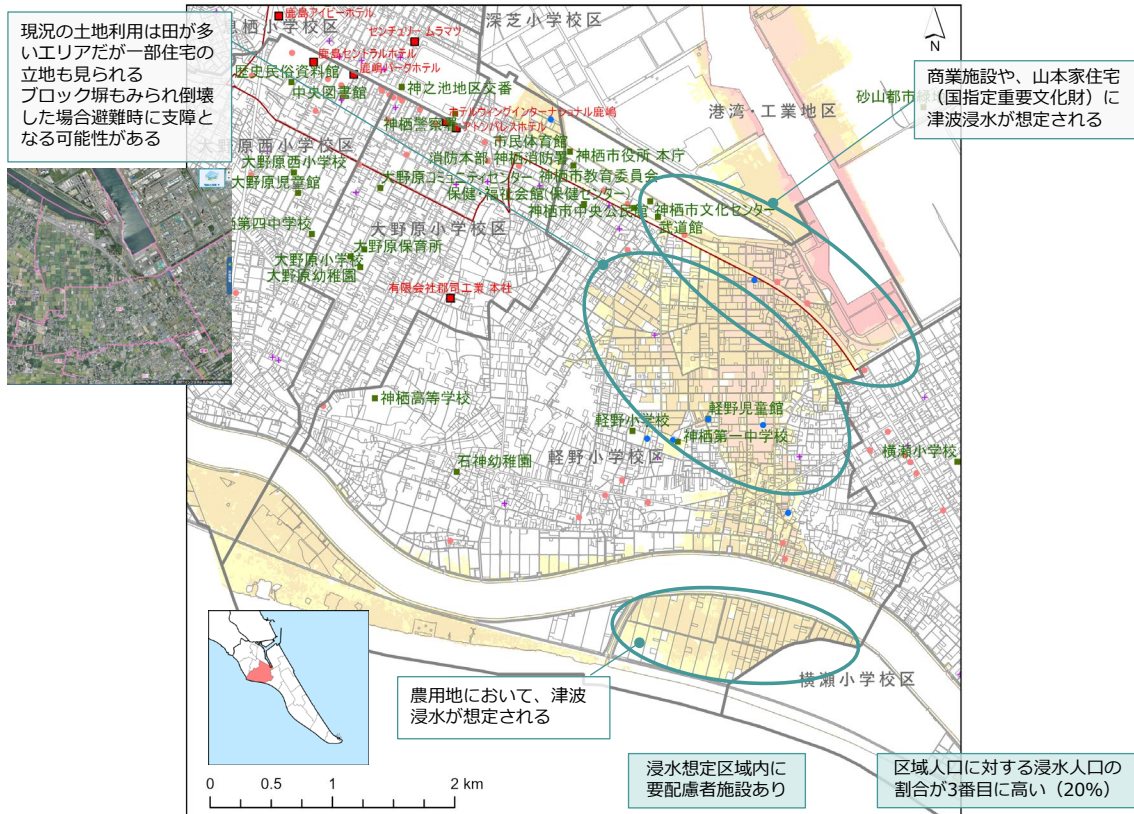 現況の土地利用は田が多
いエリアだが一部住宅の
立地も見られる
ブロック塀もみられ倒壊
した場合避難時に支障と
なる可能性がある
商業施設や、山本家住宅
（国指定重要文化財）に
津波浸水が想定される
N
息栖小学校区
深芝小学校区
鹿島アイビーホテル
センチュリームラマツ
鹿島セントラルホテル
鹿嶋パークホテル
歴史民俗資料館
中央図書館
神之池地区交番
港湾・工業地区
砂山都市緑地
ホテルウィングインターナショナル鹿嶋
神栖警察署
アトンパレスホテル
市民体育館
大野原西小学校区
消防本部 神栖消防署
神栖市役所 本庁
大野原西小学校
大野原コミュニティセンター
神栖市教育委員会
大野原児童館
保健・福祉会館(保健センター)
神栖市中央公民館
神栖市文化センター
武道館
第四中学校
大野原小学校区
大野原保育所
大野原小学校
大野原幼稚園
有限会社郡司工業 本社
神栖高等学校
軽野児童館
軽野小学校
神栖第一中学校
横瀬小学校
石神幼稚園
軽野小学校区
横瀬小学校区
農用地において、津波
浸水が想定される
浸水想定区域内に
要配慮者施設あり
区域人口に対する浸水人口の
割合が3番目に高い（20%）
0 0.5 1 2 km